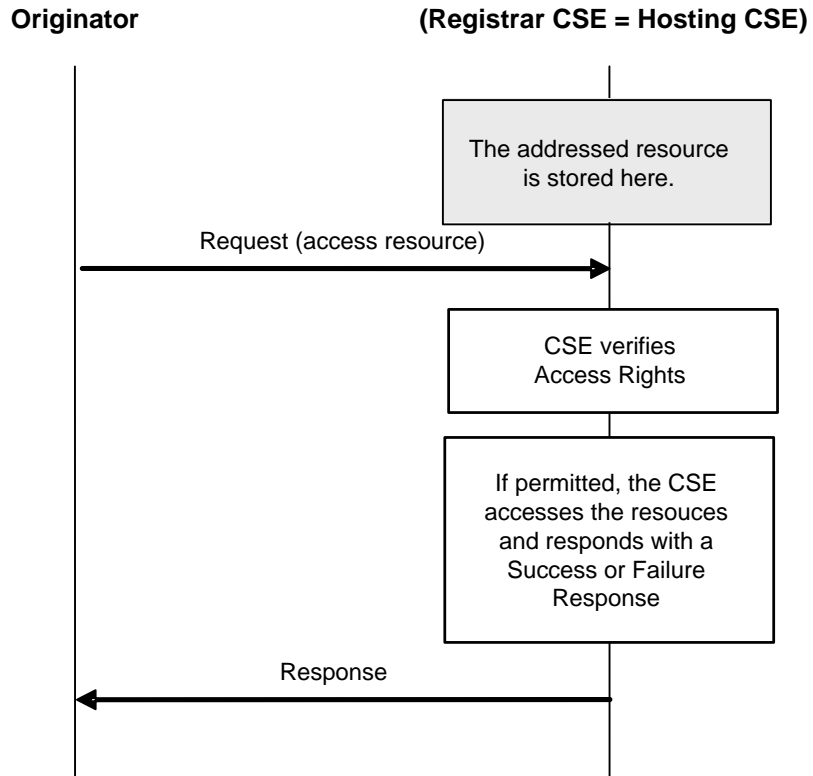 Originator
(Registrar CSE = Hosting CSE)
The addressed resource
is stored here.
Request (access resource)
CSE verifies
Access Rights
If permitted, the CSE
accesses the resouces
and responds with a
Success or Failure
Response
Response